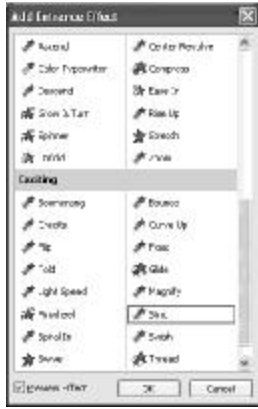 Add Entrance Effect
Ascend Center Revolve
Color Typewriter Compress
Descend Ease In
Grow & Turn Rise Up
Spinner Stretch
Unfold Zoom
Exciting
Boomerang Bounce
Credits Curve Up
Flip Float
Fold Glide
Light Speed Magnify
Pinwheel
Spiral In Swish
Swivel Thread
Preview Effect OK Cancel